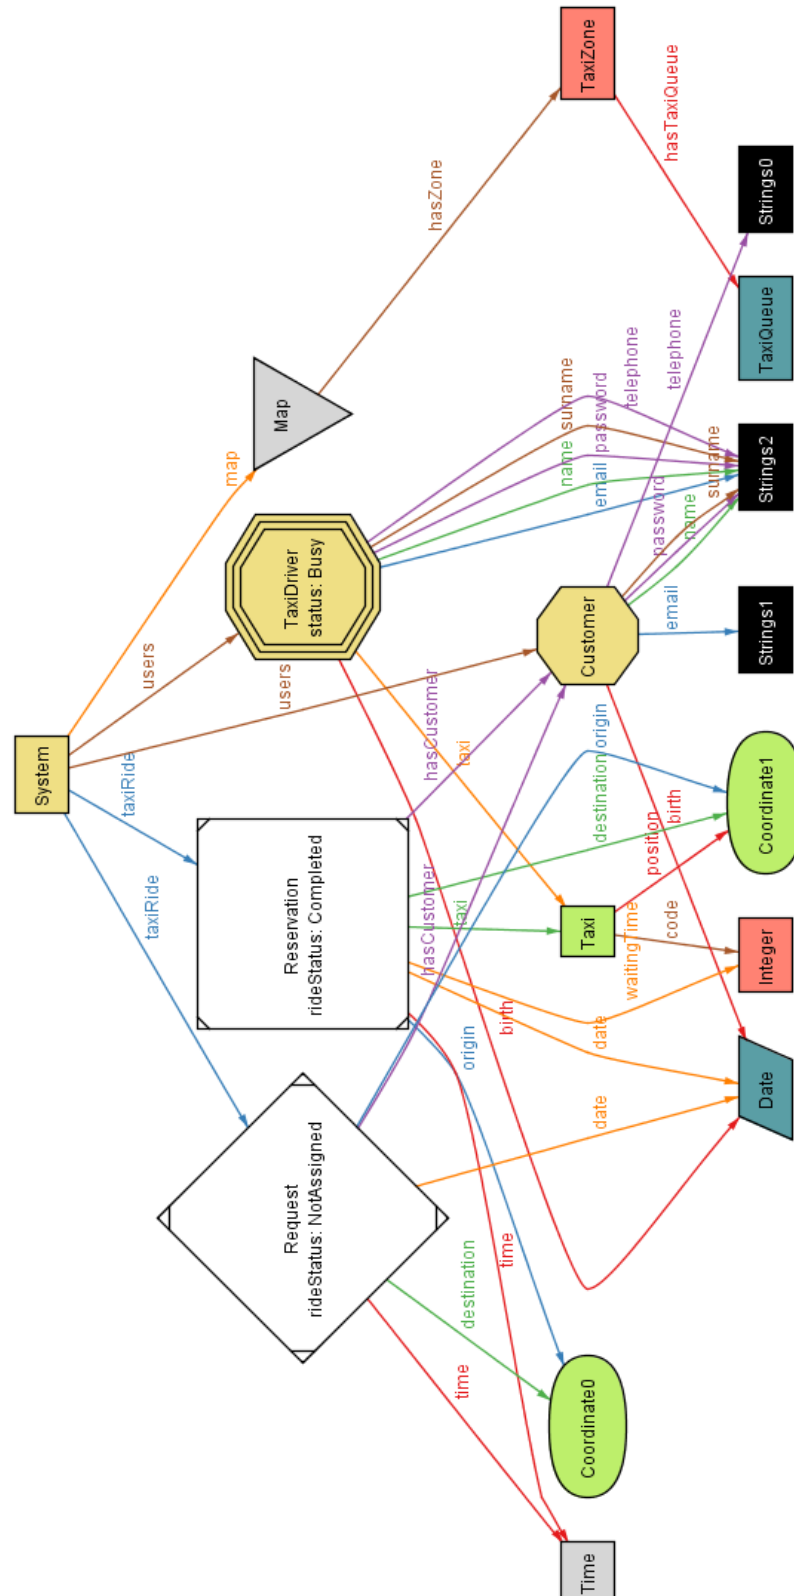 System
map
users
users
taxiRide
taxiRide
Map
hasZone
TaxiZone
hasTaxiQueue
TaxiDriver
status: Busy
Reservation
rideStatus: Completed
Request
rideStatus: NotAssigned
surname
password
telephone
name
email
telephone
password
surname
name
email
hasCustomer
taxi
hasCustomer
taxi
birth
origin
destination
time
time
Customer
origin
destination
birth
position
code
waitingTime
date
date
Taxi
Coordinate0
Time
Strings0
TaxiQueue
Strings2
Strings1
Coordinate1
Integer
Date